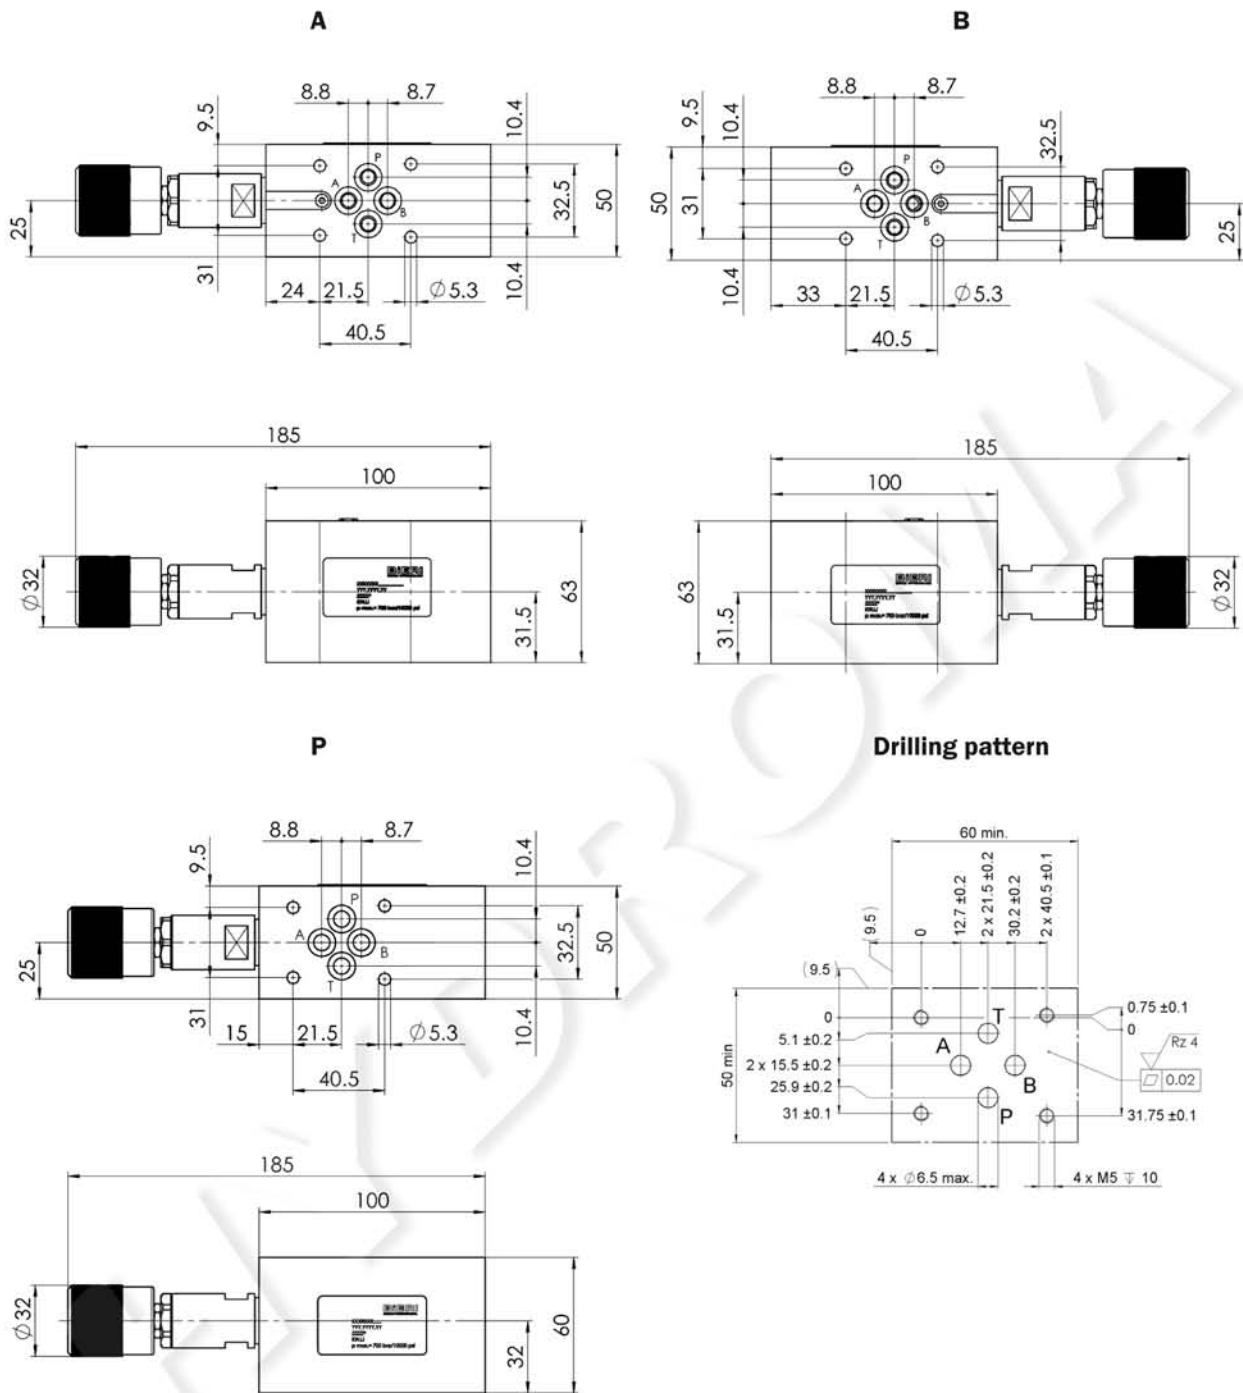 A
B
8.8
8.7
9.5
10.4
A
P
B
T
25
31
32.5
50
10.4
24
21.5
Ø5.3
40.5
8.8
8.7
9.5
10.4
32.5
50
31
A
P
B
T
25
10.4
33
21.5
Ø5.3
40.5
185
100
Ø32
63
31.5
185
100
63
31.5
Ø32
P
Drilling pattern
8.8
8.7
9.5
10.4
A
P
B
T
25
31
32.5
50
10.4
15
21.5
Ø5.3
40.5
60 min.
(9.5)
0
12.7 ±0.2
2 x 21.5 ±0.2
30.2 ±0.2
2 x 40.5 ±0.1
(9.5)
0
5.1 ±0.2
2 x 15.5 ±0.2
25.9 ±0.2
31 ±0.1
50 min
T
A
B
P
0.75 ±0.1
0
Rz 4
0.02
31.75 ±0.1
4 x Ø6.5 max.
4 x M5 ↧ 10
185
100
Ø32
60
32
HYDROMA